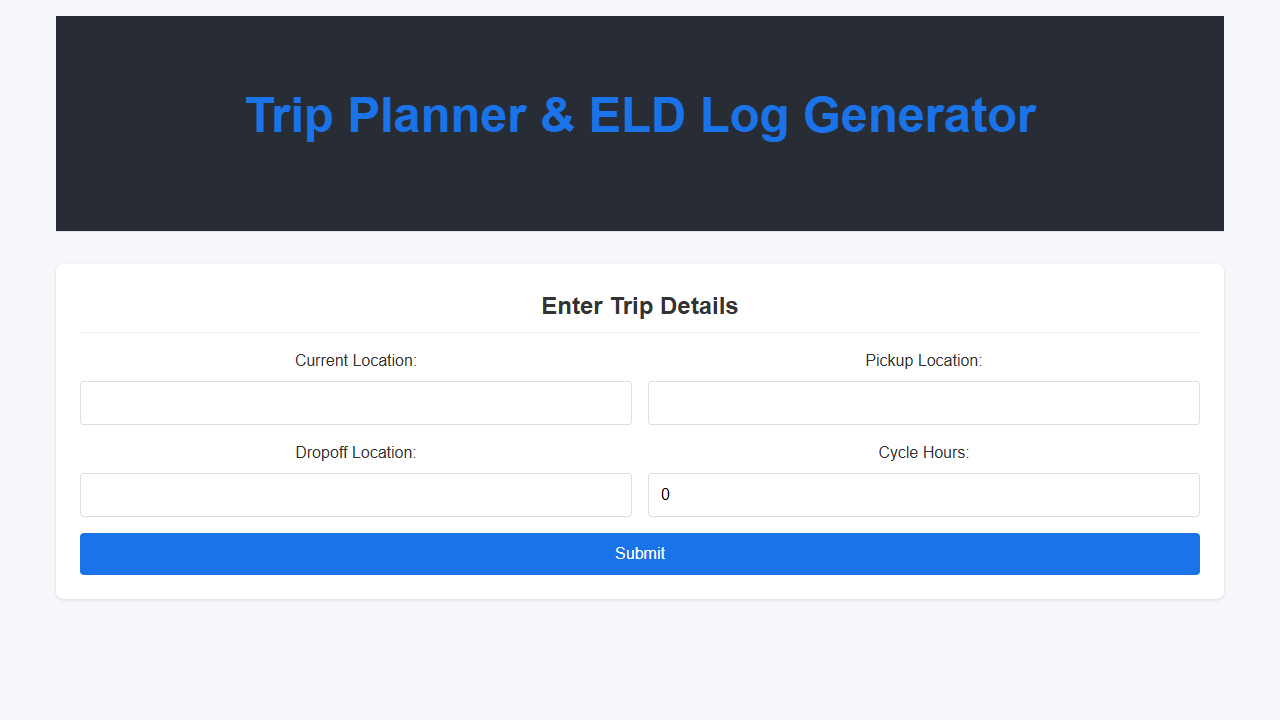 Trip Planner & ELD Log Generator
Enter Trip Details
Current Location:
Pickup Location:
Dropoff Location:
Cycle Hours:
0
Submit